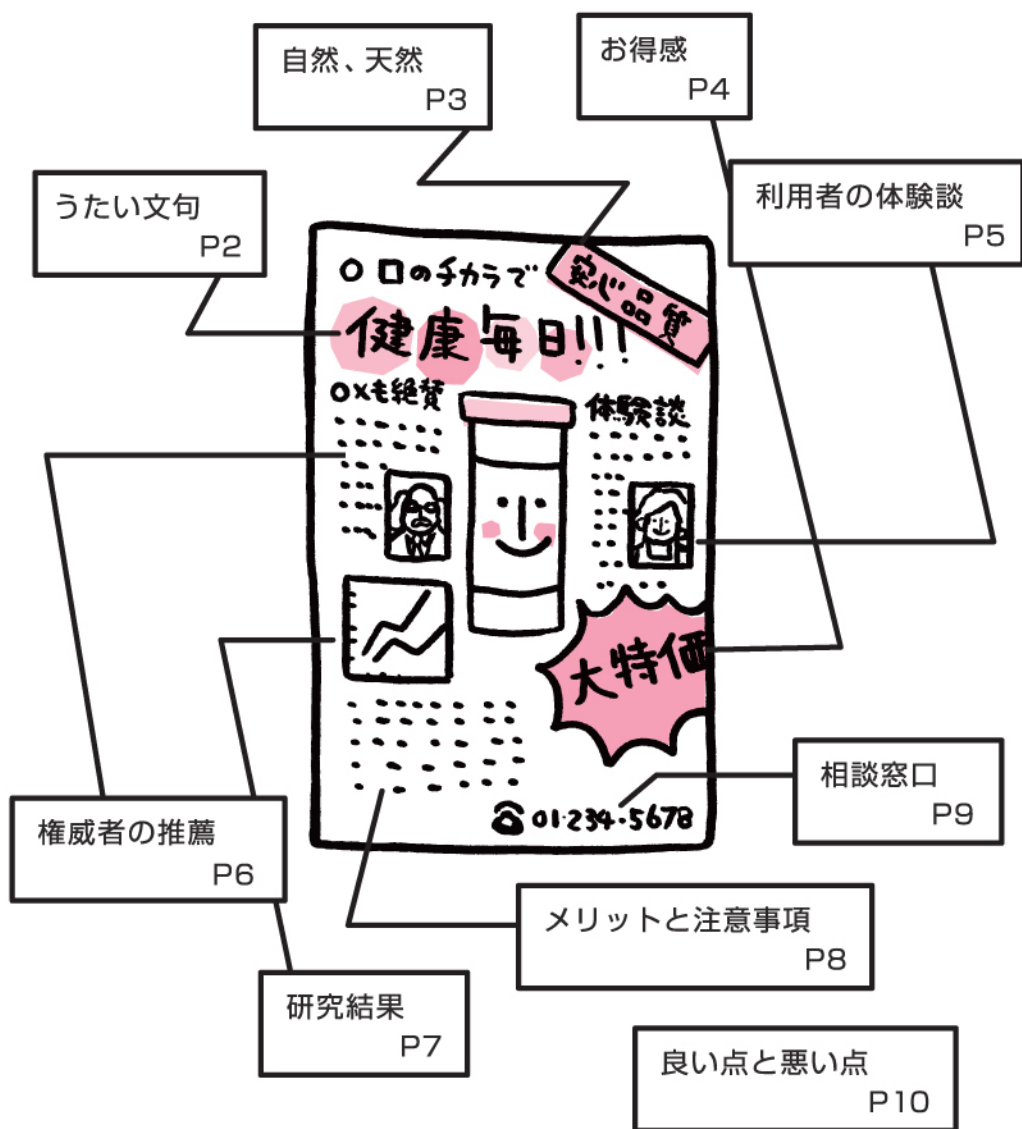 自然、天然
P3
お得感
P4
うたい文句
P2
利用者の体験談
P5
○ロのチカラで
安心品質
健康毎日!!!
○×も絶賛
体験談
大特価
相談窓口
P9
☎01・234・5678
権威者の推薦
P6
メリットと注意事項
P8
研究結果
P7
良い点と悪い点
P10